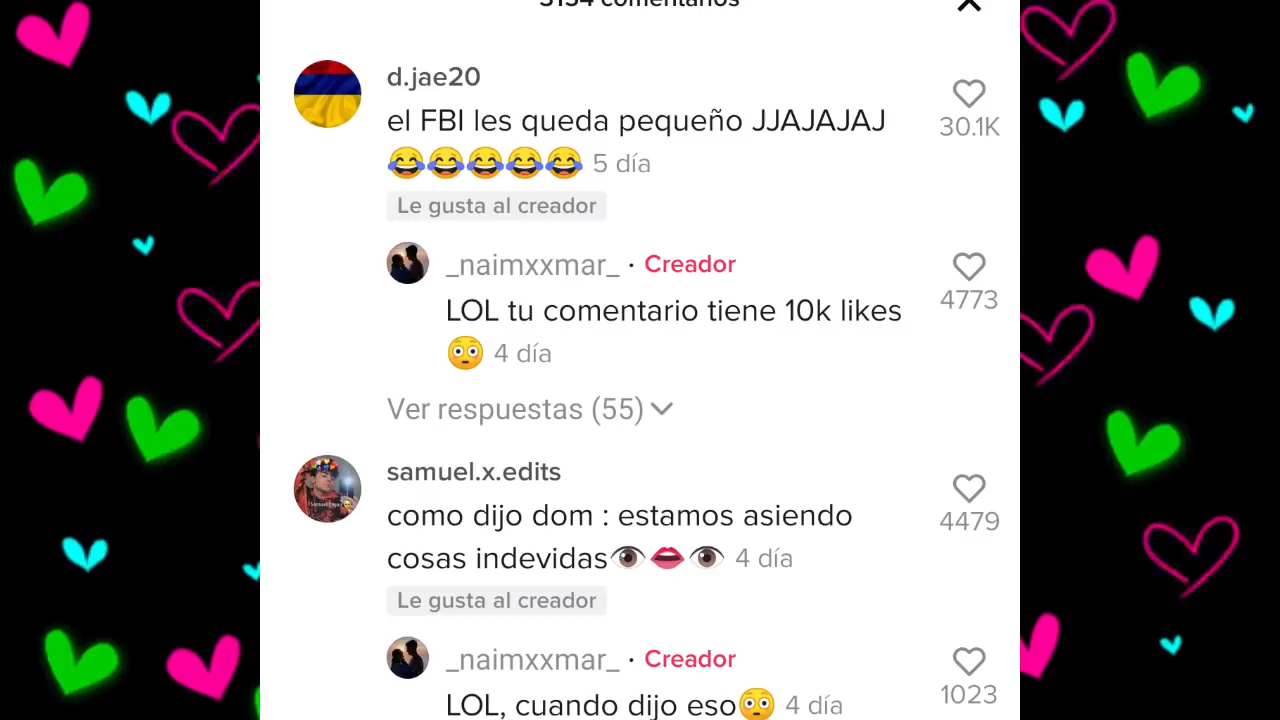 3154 comentarios
d.jae20
el FBI les queda pequeño JJAJAJAJ
30.1K
😂😂😂😂😂 5 día
Le gusta al creador
_naimxxmar_ · Creador
LOL tu comentario tiene 10k likes
4773
😳 4 día
Ver respuestas (55)
samuel.x.edits
como dijo dom : estamos asiendo
4479
cosas indevidas👁️👄👁️ 4 día
Le gusta al creador
_naimxxmar_ · Creador
LOL, cuando dijo eso😳 4 día
1023